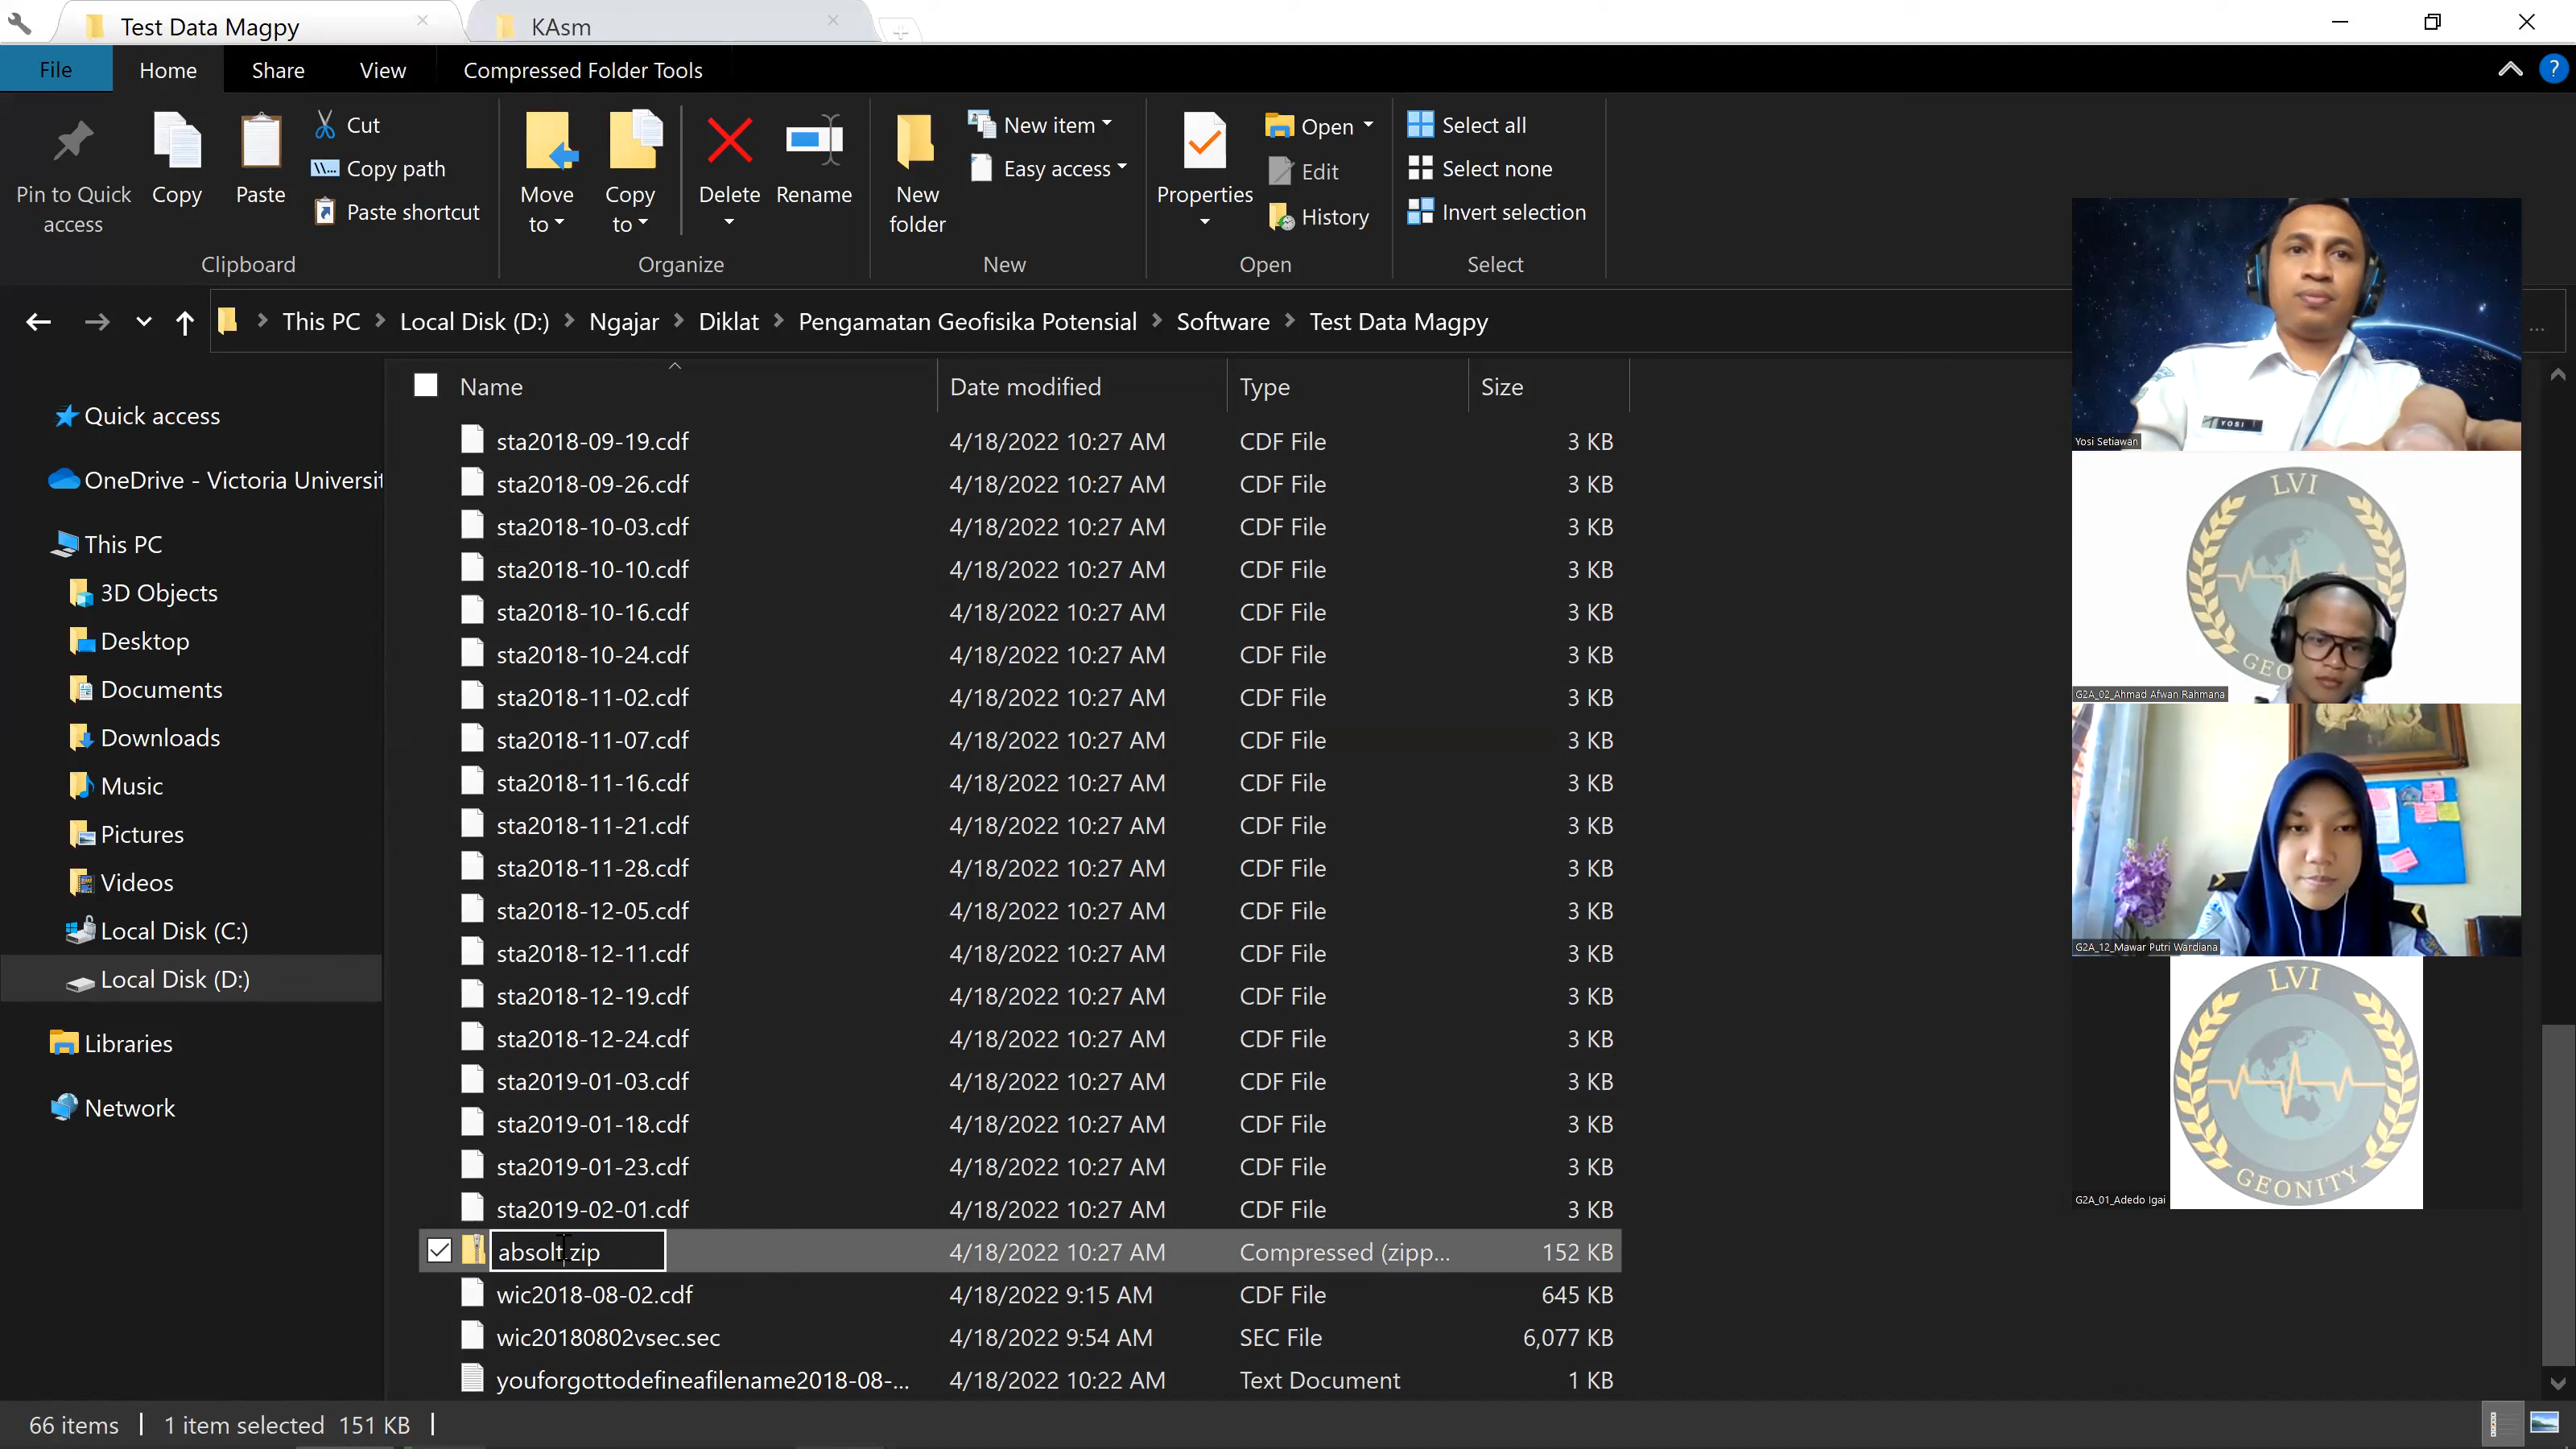 Test Data Magpy
KAsm
File
Home
Share
View
Compressed Folder Tools
?
Pin to Quick access
Copy
Paste
Cut
Copy path
Paste shortcut
Clipboard
Move to
Copy to
Delete
Rename
Organize
New folder
New item
Easy access
New
Properties
Open
Edit
History
Open
Select all
Select none
Invert selection
Select
This PC
Local Disk (D:)
Ngajar
Diklat
Pengamatan Geofisika Potensial
Software
Test Data Magpy
Quick access
OneDrive - Victoria Universit
This PC
3D Objects
Desktop
Documents
Downloads
Music
Pictures
Videos
Local Disk (C:)
Local Disk (D:)
Libraries
Network
Name Date modified Type Size
sta2018-09-19.cdf 4/18/2022 10:27 AM CDF File 3 KB
sta2018-09-26.cdf 4/18/2022 10:27 AM CDF File 3 KB
sta2018-10-03.cdf 4/18/2022 10:27 AM CDF File 3 KB
sta2018-10-10.cdf 4/18/2022 10:27 AM CDF File 3 KB
sta2018-10-16.cdf 4/18/2022 10:27 AM CDF File 3 KB
sta2018-10-24.cdf 4/18/2022 10:27 AM CDF File 3 KB
sta2018-11-02.cdf 4/18/2022 10:27 AM CDF File 3 KB
sta2018-11-07.cdf 4/18/2022 10:27 AM CDF File 3 KB
sta2018-11-16.cdf 4/18/2022 10:27 AM CDF File 3 KB
sta2018-11-21.cdf 4/18/2022 10:27 AM CDF File 3 KB
sta2018-11-28.cdf 4/18/2022 10:27 AM CDF File 3 KB
sta2018-12-05.cdf 4/18/2022 10:27 AM CDF File 3 KB
sta2018-12-11.cdf 4/18/2022 10:27 AM CDF File 3 KB
sta2018-12-19.cdf 4/18/2022 10:27 AM CDF File 3 KB
sta2018-12-24.cdf 4/18/2022 10:27 AM CDF File 3 KB
sta2019-01-03.cdf 4/18/2022 10:27 AM CDF File 3 KB
sta2019-01-18.cdf 4/18/2022 10:27 AM CDF File 3 KB
sta2019-01-23.cdf 4/18/2022 10:27 AM CDF File 3 KB
sta2019-02-01.cdf 4/18/2022 10:27 AM CDF File 3 KB
absolt.zip 4/18/2022 10:27 AM Compressed (zipp... 152 KB
wic2018-08-02.cdf 4/18/2022 9:15 AM CDF File 645 KB
wic20180802vsec.sec 4/18/2022 9:54 AM SEC File 6,077 KB
youforgottodefineafilename2018-08-... 4/18/2022 10:22 AM Text Document 1 KB
66 items
1 item selected 151 KB
YOSI
Yosi Setiawan
LVI
GEO
G2A_02_Ahmad Afwan Rahmana
G2A_12_Mawar Putri Wardiana
LVI
GEONITY
G2A_01_Adedo Igai